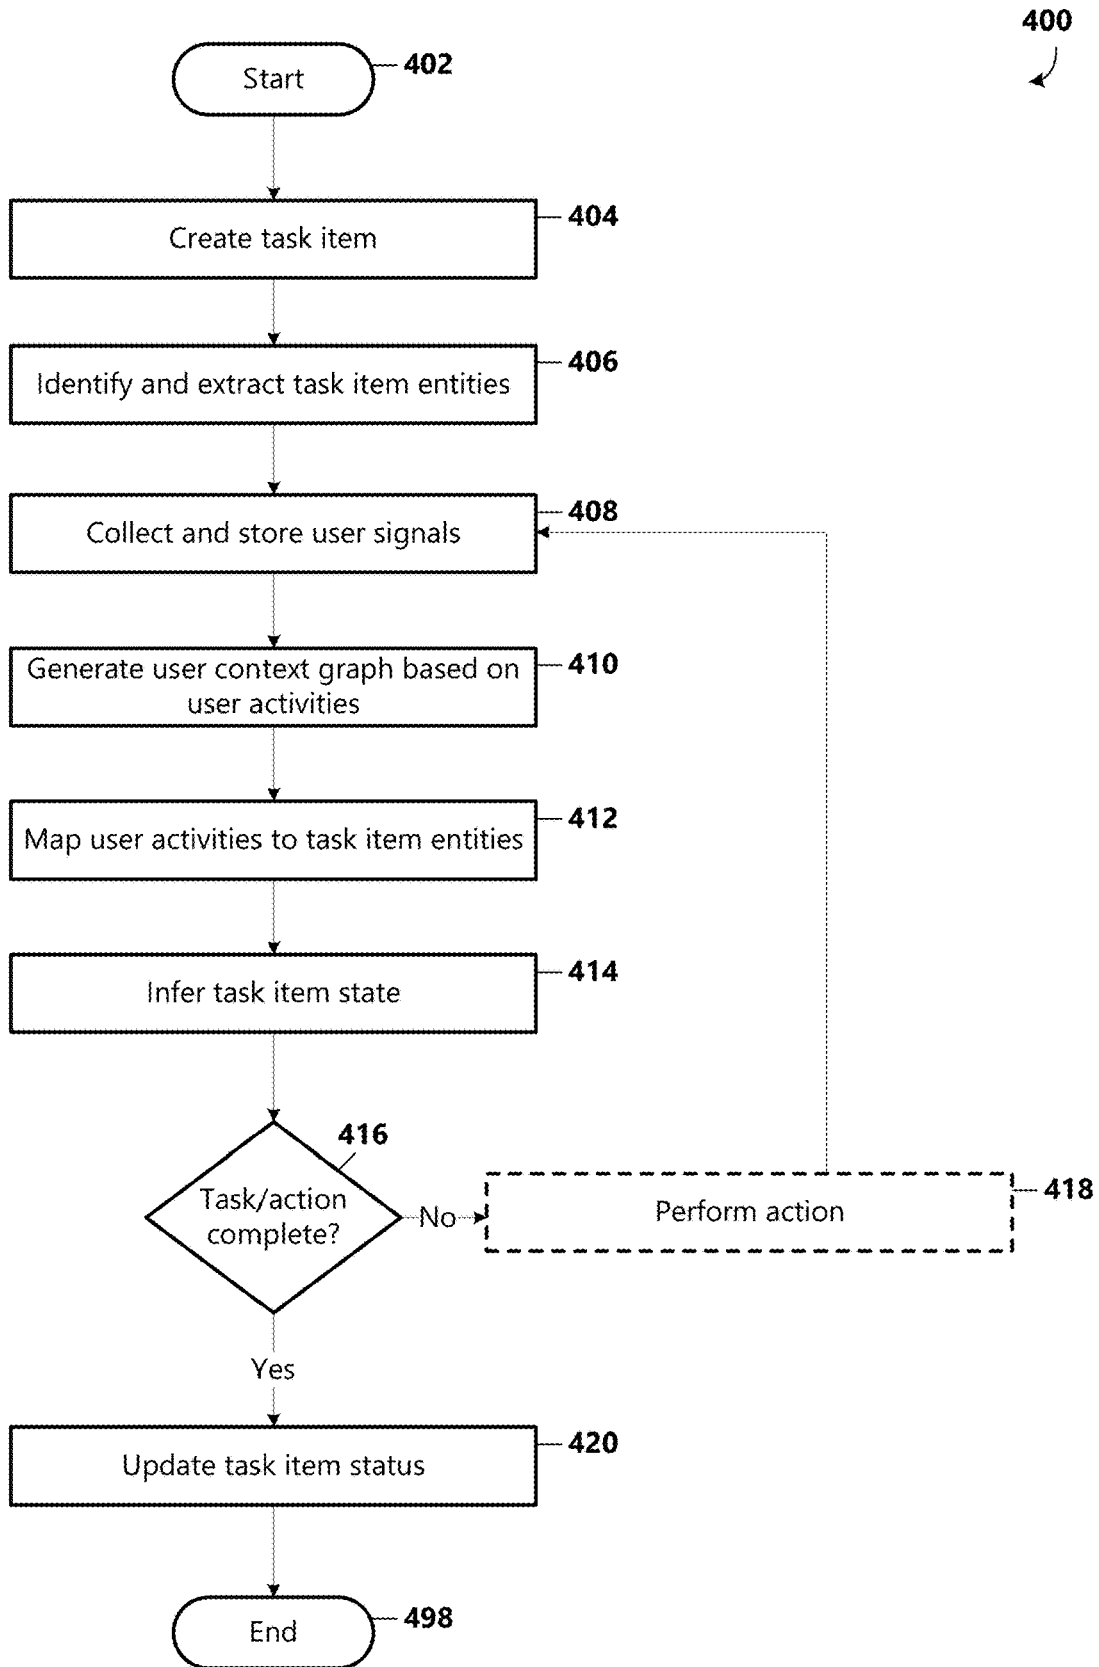 400
Start
402
Create task item
404
Identify and extract task item entities
406
Collect and store user signals
408
Generate user context graph based on
user activities
410
Map user activities to task item entities
412
Infer task item state
414
Task/action
complete?
416
No
Perform action
418
Yes
Update task item status
420
End
498